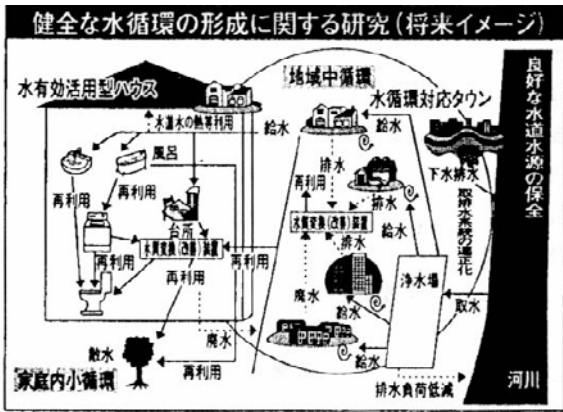 健全な水循環の形成に関する研究(将来イメージ)
水有効活用型ハウス
水道水の熱等利用
給水
風呂
再利用
再利用
台所
水質変換(改善)装置
再利用
再利用
再利用
散水
再利用
廃水
家庭内小循環
地域中循環
水循環対応タウン
給水
排水
再利用
排水
水質変換(改善)装置
排水
給水
廃水
給水
給水
浄水場
取水
排水負荷低減
下水排水
取排水系統の適正化
良好な水道水源の保全
河川